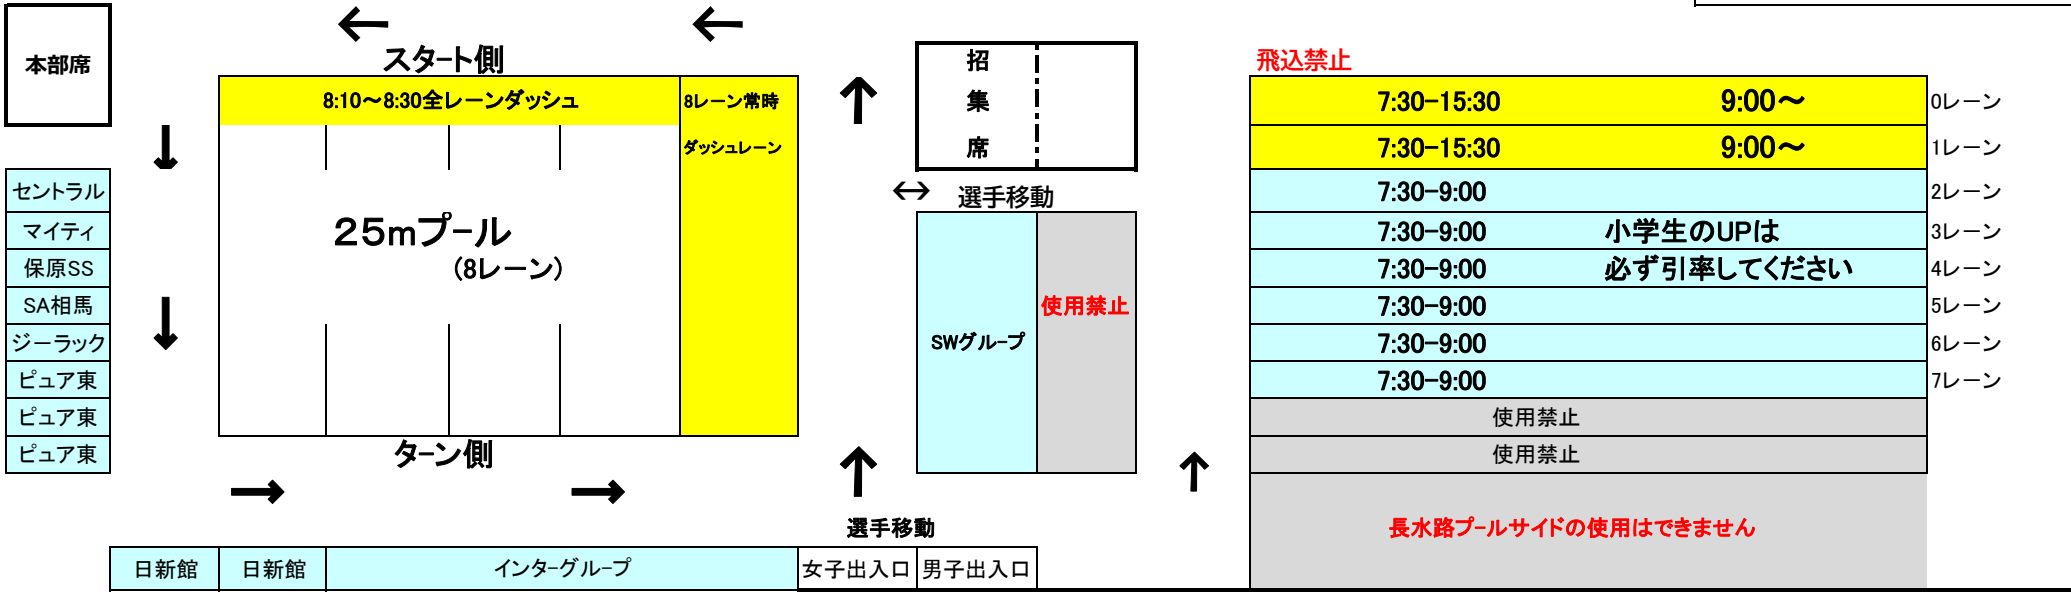 本部席
スタート側
8:10～8:30全レーンダッシュ
8レーン常時
ダッシュレーン
25mプール
(8レーン)
ターン側
セントラル
マイティ
保原SS
SA相馬
ジーラック
ピュア東
ピュア東
ピュア東
日新館
日新館
インターグループ
女子出入口
男子出入口
招
集
席
選手移動
SWグループ
使用禁止
選手移動
飛込禁止
7:30-15:30 9:00～ 0レーン
7:30-15:30 9:00～ 1レーン
7:30-9:00 2レーン
7:30-9:00 小学生のUPは 3レーン
7:30-9:00 必ず引率してください 4レーン
7:30-9:00 5レーン
7:30-9:00 6レーン
7:30-9:00 7レーン
使用禁止
使用禁止
長水路プールサイドの使用はできません